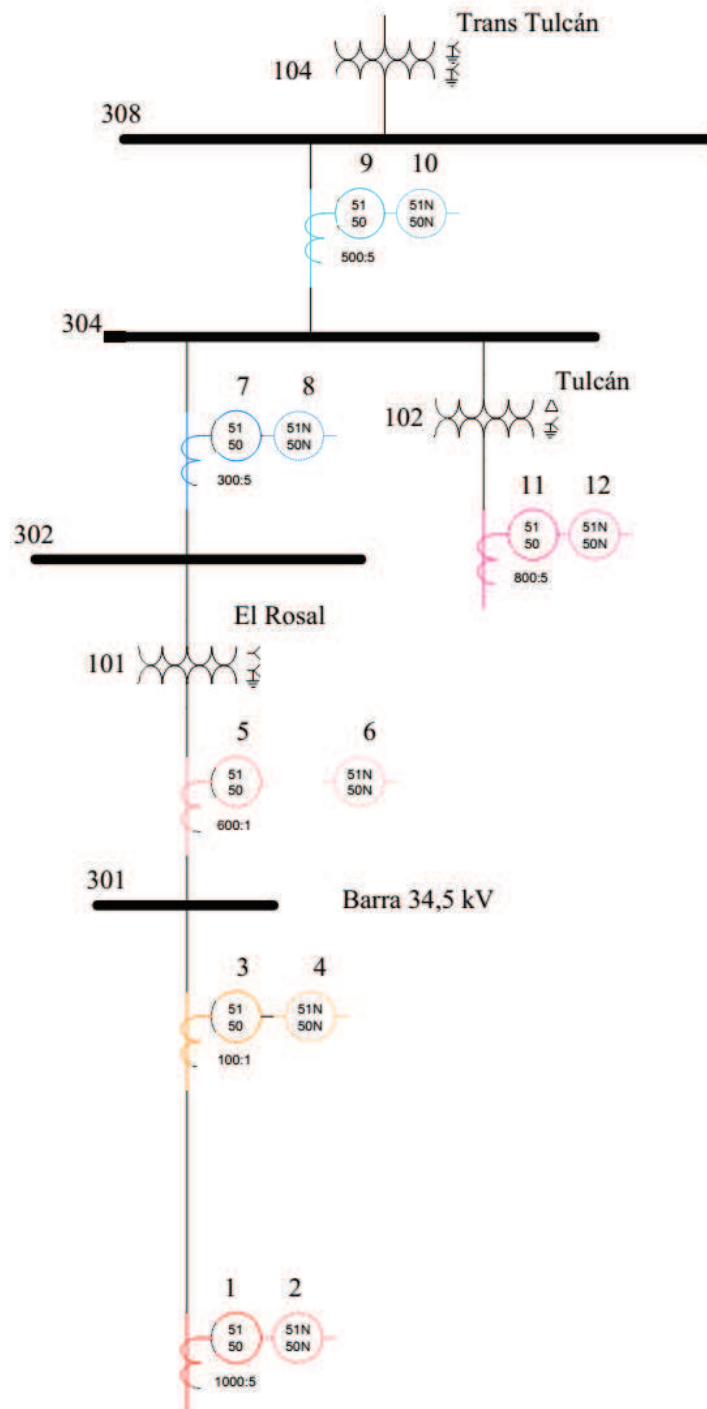 Trans Tulcán
104
308
9 10
51 51N
50 50N
500:5
304
7 8
Tulcán
102
51 51N
50 50N
300:5
11 12
302
51 51N
50 50N
800:5
El Rosal
101
5 6
51 51N
50 50N
600:1
301
Barra 34,5 kV
3 4
51 51N
50 50N
100:1
1 2
51 51N
50 50N
1000:5